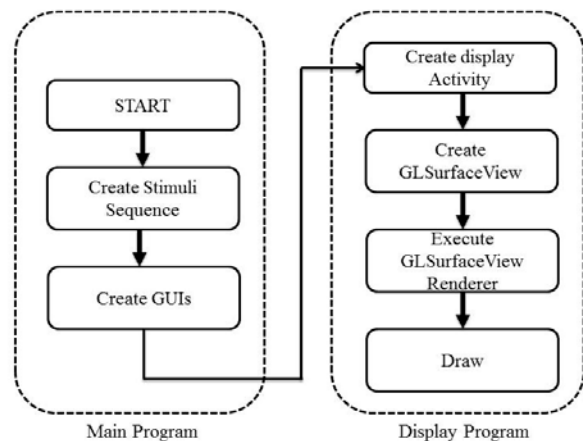 START
Create Stimuli
Sequence
Create GUIs
Main Program
Create display
Activity
Create
GLSurfaceView
Execute
GLSurfaceView
Renderer
Draw
Display Program